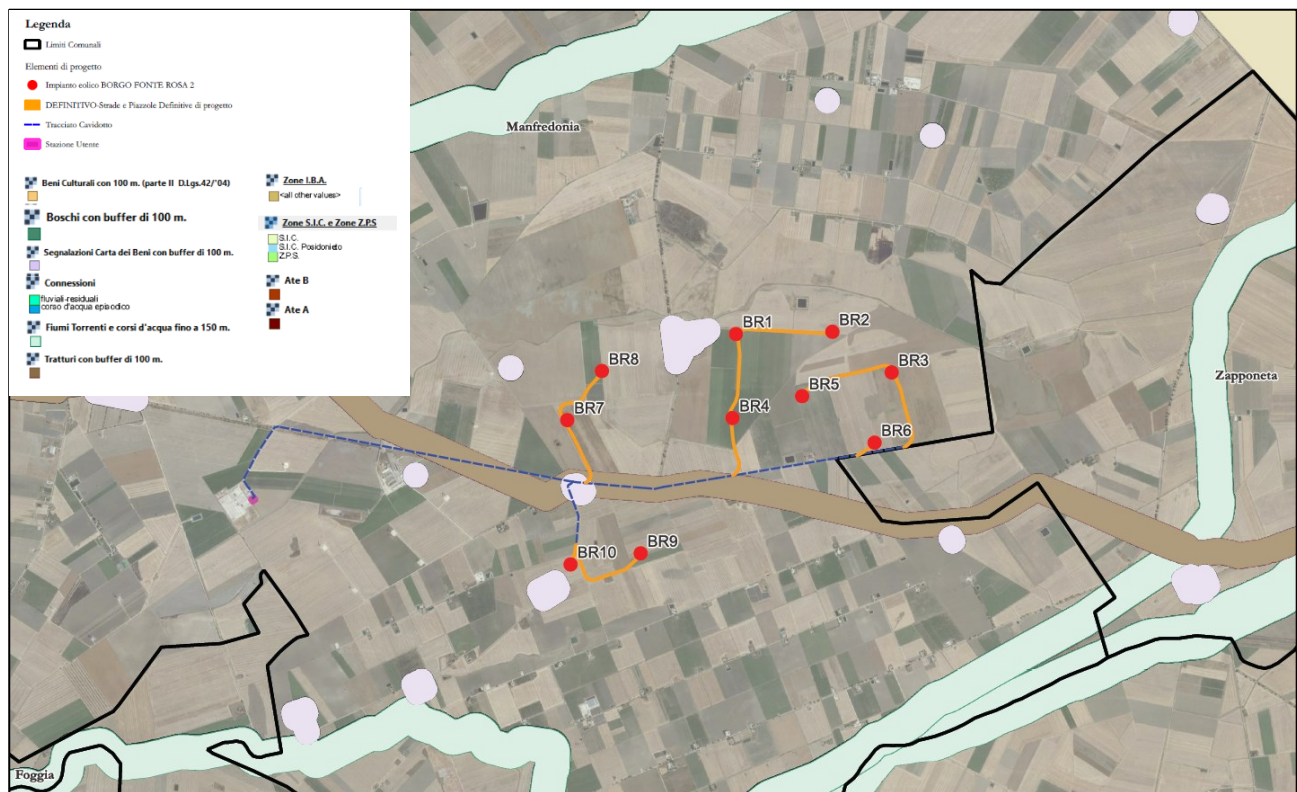 Legenda
Limiti Comunali
Elementi di progetto
Impianto eolico BORGO FONTE ROSA 2
DEFINITIVO-Strade e Piazzole Definitive di progetto
Tracciato Cavidotto
Stazione Utente
Beni Culturali con 100 m. (parte II D.Lgs.42/'04)
Boschi con buffer di 100 m.
Segnalazioni Carta dei Beni con buffer di 100 m.
Connessioni
fluviali-residuali
corso d'acqua episodico
Fiumi Torrenti e corsi d'acqua fino a 150 m.
Tratturi con buffer di 100 m.
Zone I.B.A.
<all other values>
Zone S.I.C. e Zone Z.P.S
S.I.C.
S.I.C. Posidonieto
Z.P.S.
Ate B
Ate A
Manfredonia
BR1
BR2
BR8
BR3
Zapponeta
BR5
BR7
BR4
BR6
BR9
BR10
Foggia